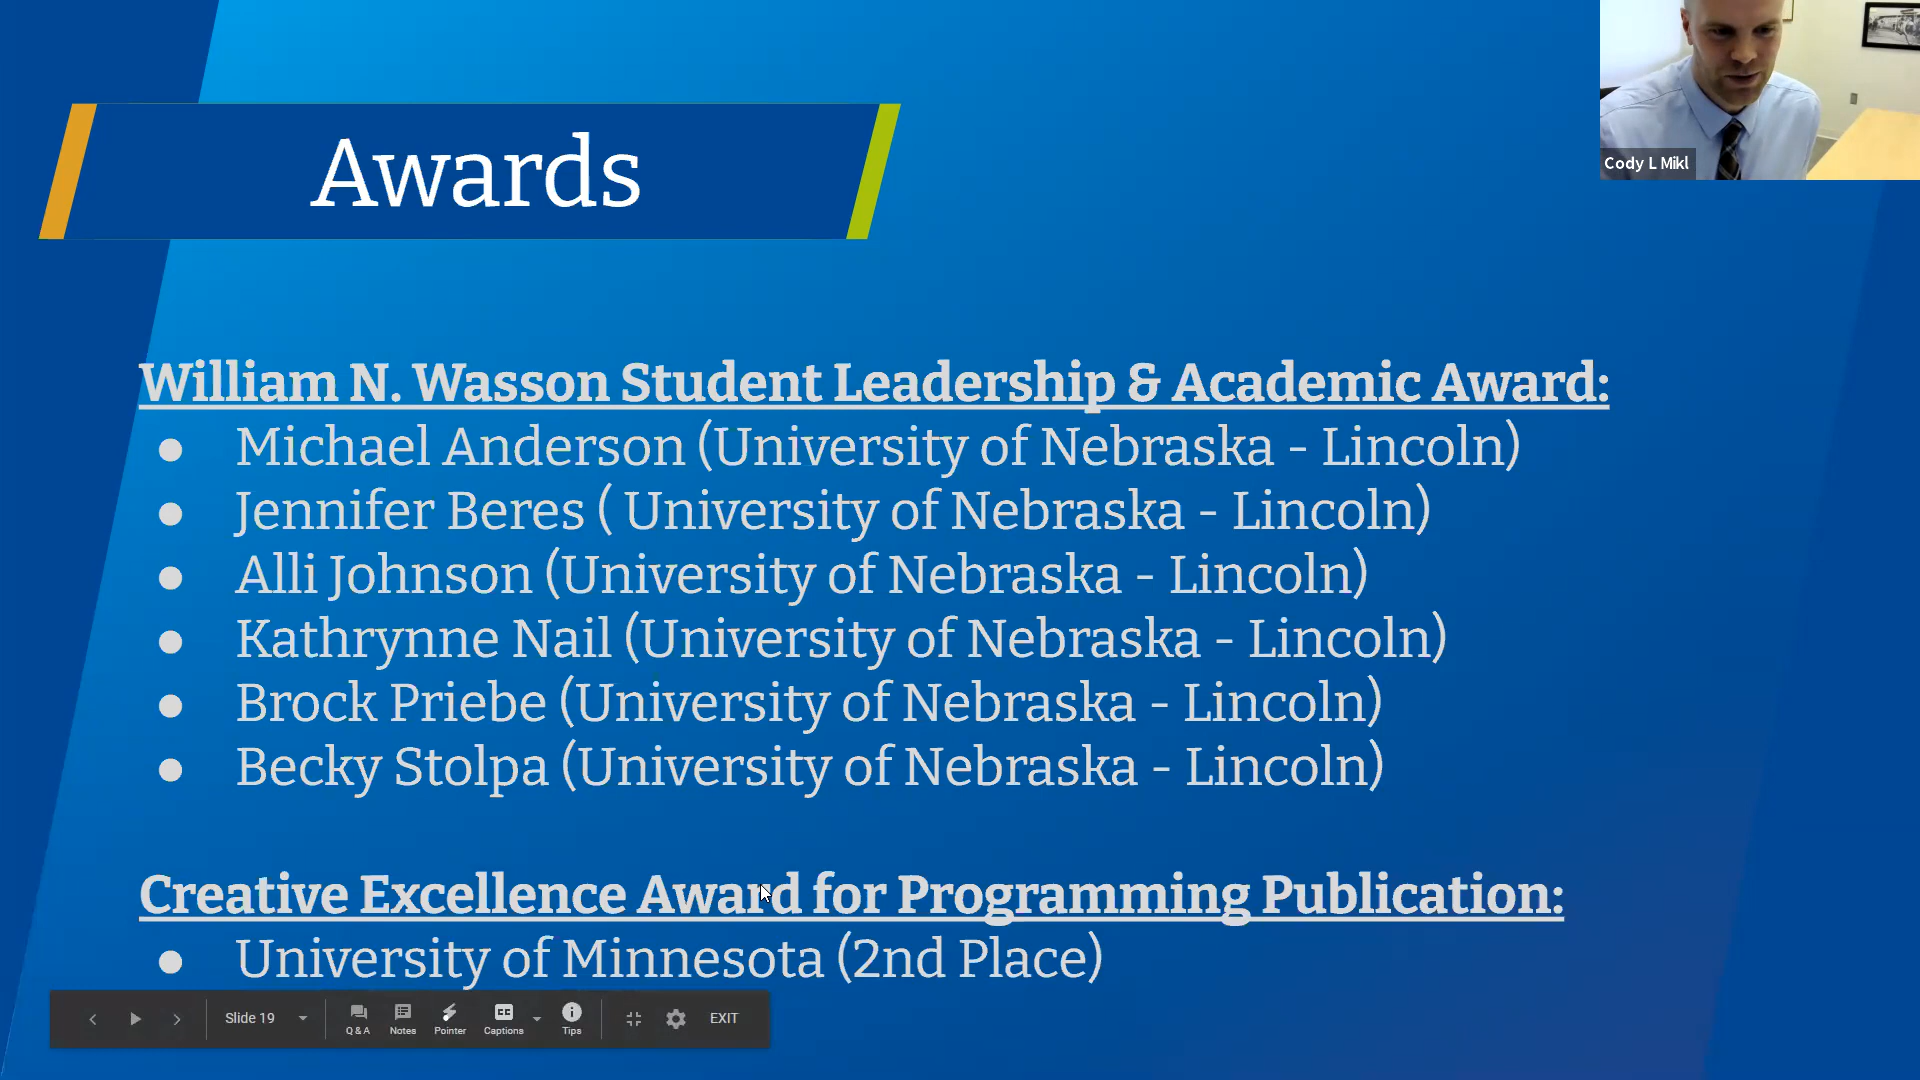 Awards
Cody L Mikl
William N. Wasson Student Leadership & Academic Award:
● Michael Anderson (University of Nebraska - Lincoln)
● Jennifer Beres ( University of Nebraska - Lincoln)
● Alli Johnson (University of Nebraska - Lincoln)
● Kathrynne Nail (University of Nebraska - Lincoln)
● Brock Priebe (University of Nebraska - Lincoln)
● Becky Stolpa (University of Nebraska - Lincoln)
Creative Excellence Award for Programming Publication:
● University of Minnesota (2nd Place)
Slide 19 Q & A Notes Pointer CC Captions Tips EXIT